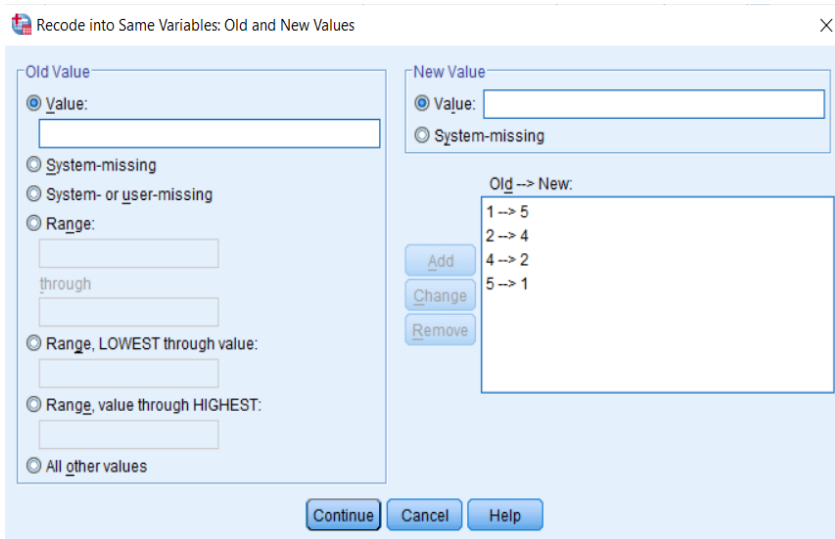 Recode into Same Variables: Old and New Values
Old Value
Value:
System-missing
System- or user-missing
Range:
through
Range, LOWEST through value:
Range, value through HIGHEST:
All other values
New Value
Value:
System-missing
Old --> New:
1 --> 5
2 --> 4
4 --> 2
5 --> 1
Add
Change
Remove
Continue
Cancel
Help